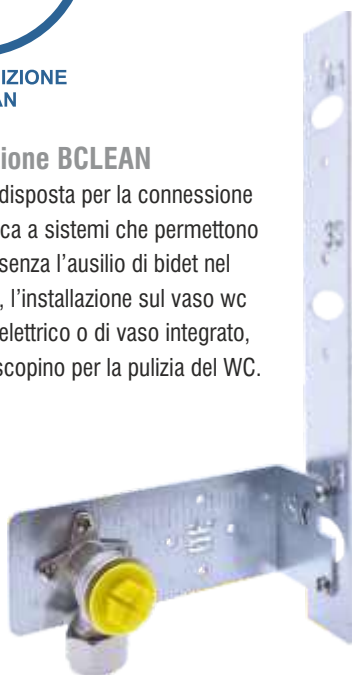 IZIONE
AN
ione BCLEAN
disposta per la connessione
ca a sistemi che permettono
senza l'ausilio di bidet nel
, l'installazione sul vaso wc
elettrico o di vaso integrato,
scopino per la pulizia del WC.
35